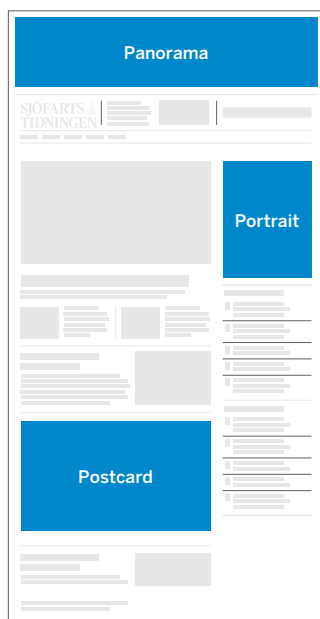 Panorama
SJÖFARTS
TIDNINGEN
Portrait
Postcard